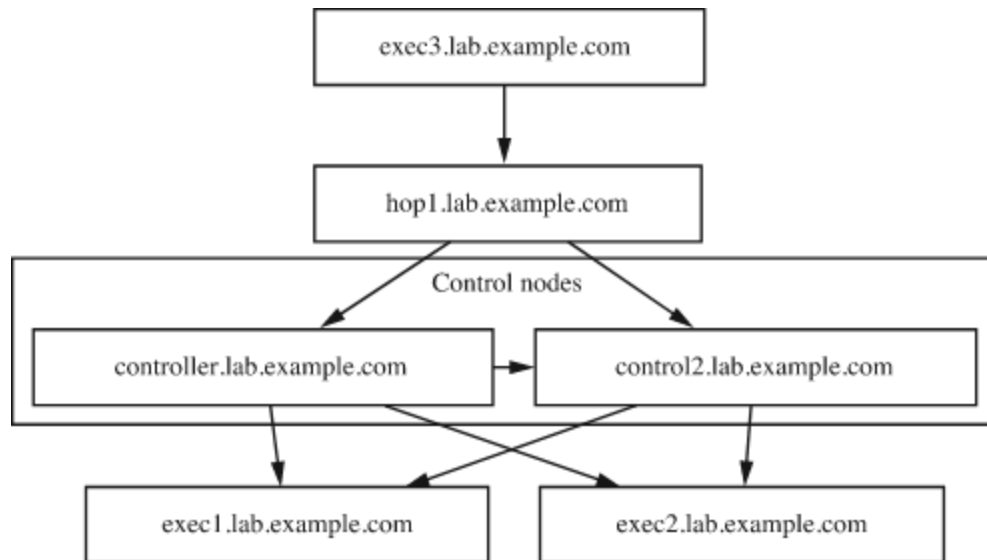 exec3.lab.example.com
hop1.lab.example.com
Control nodes
controller.lab.example.com
control2.lab.example.com
exec1.lab.example.com
exec2.lab.example.com